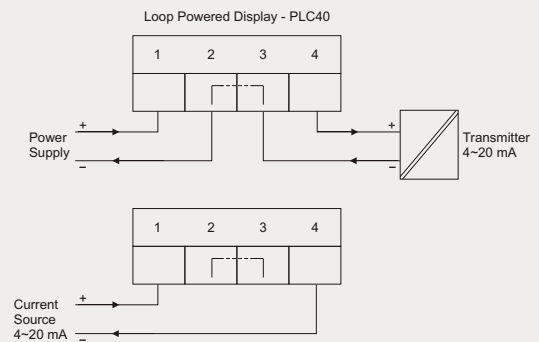 Loop Powered Display - PLC40
1 2 3 4
+ +
Power
Supply
Transmitter
4~20 mA
− −
1 2 3 4
+
Current
Source
4~20 mA
−